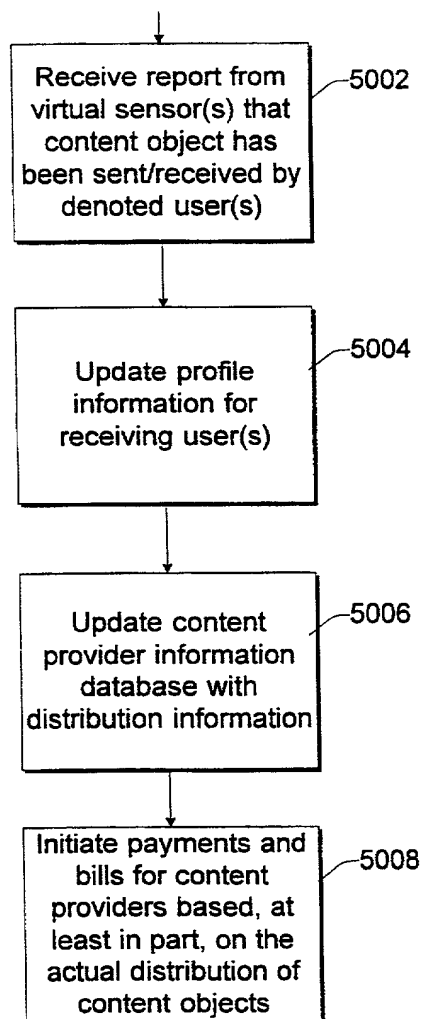 Receive report from
virtual sensor(s) that
content object has
been sent/received by
denoted user(s)
5002
Update profile
information for
receiving user(s)
5004
Update content
provider information
database with
distribution information
5006
Initiate payments and
bills for content
providers based, at
least in part, on the
actual distribution of
content objects
5008